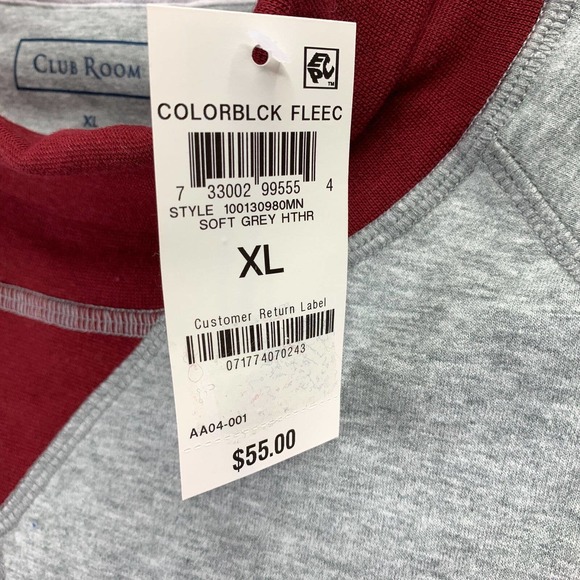 CLUB ROOM
XL
EPC™
COLORBLCK FLEEC
7 33002 99555 4
STYLE 100130980MN
SOFT GREY HTHR
XL
Customer Return Label
071774070243
AA04-001
$55.00